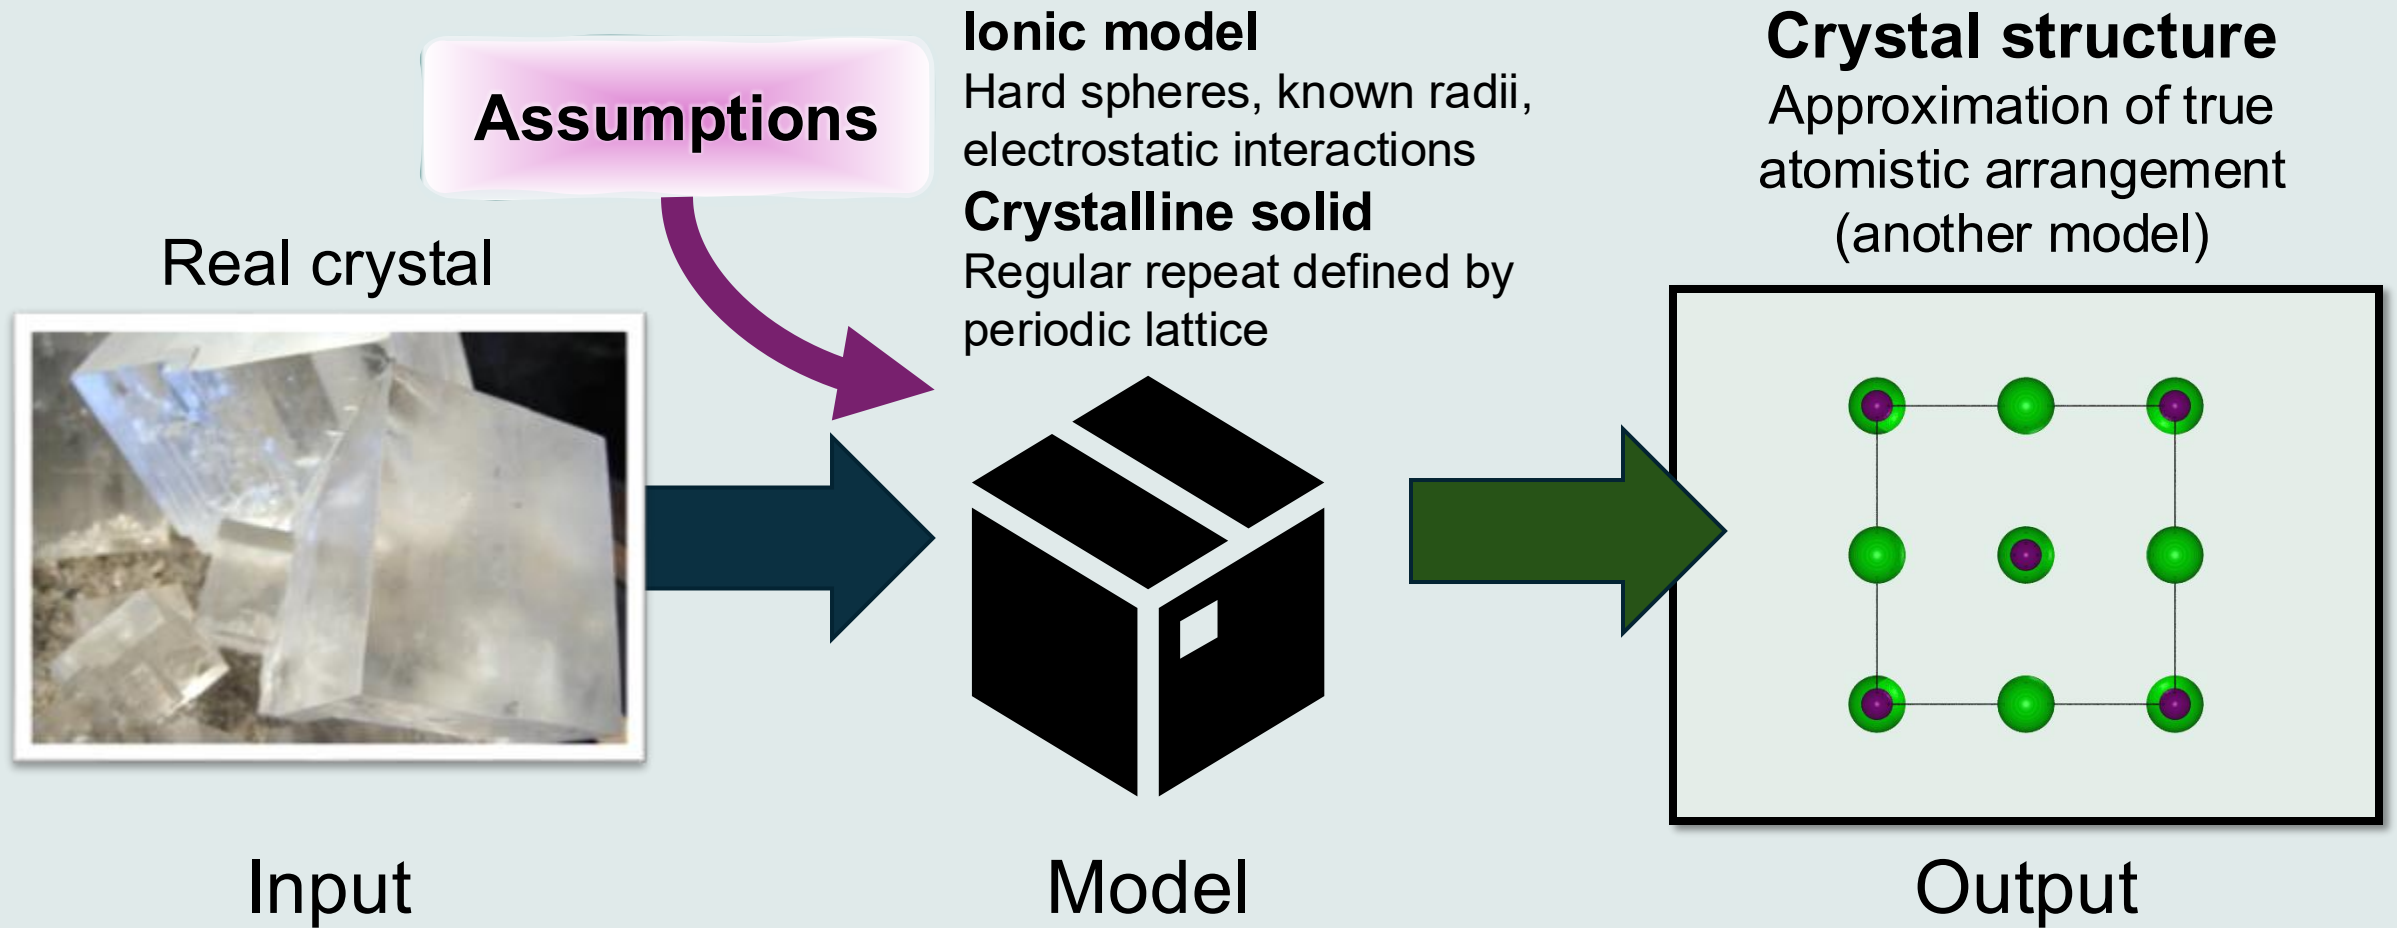 Assumptions
Ionic model
Hard spheres, known radii,
electrostatic interactions
Crystalline solid
Regular repeat defined by
periodic lattice
Crystal structure
Approximation of true
atomistic arrangement
(another model)
Real crystal
Input
Model
Output